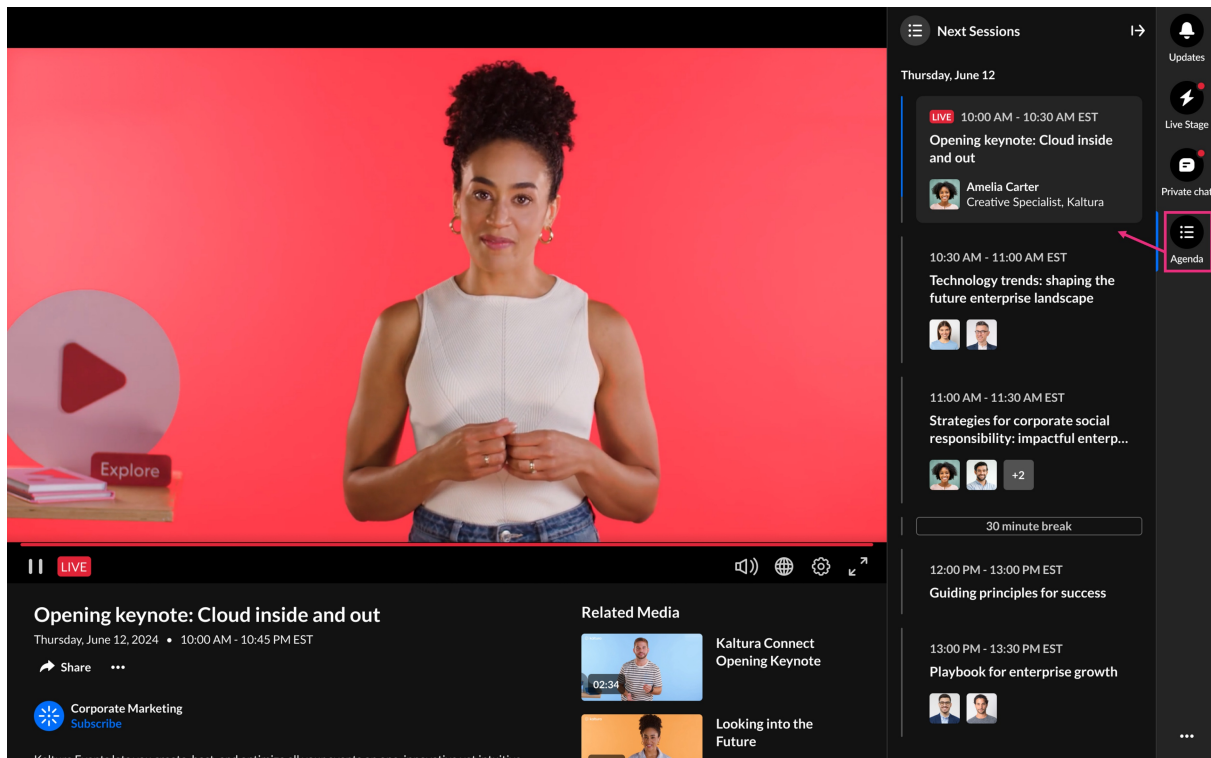 Explore
LIVE
Opening keynote: Cloud inside and out
Thursday, June 12, 2024 • 10:00 AM - 10:45 PM EST
Share
Corporate Marketing
Subscribe
Related Media
02:34
Kaltura Connect
Opening Keynote
Looking into the
Future
Next Sessions
Thursday, June 12
LIVE 10:00 AM - 10:30 AM EST
Opening keynote: Cloud inside
and out
Amelia Carter
Creative Specialist, Kaltura
10:30 AM - 11:00 AM EST
Technology trends: shaping the
future enterprise landscape
11:00 AM - 11:30 AM EST
Strategies for corporate social
responsibility: impactful enterp...
+2
30 minute break
12:00 PM - 13:00 PM EST
Guiding principles for success
13:00 PM - 13:30 PM EST
Playbook for enterprise growth
Updates
Live Stage
Private chat
Agenda